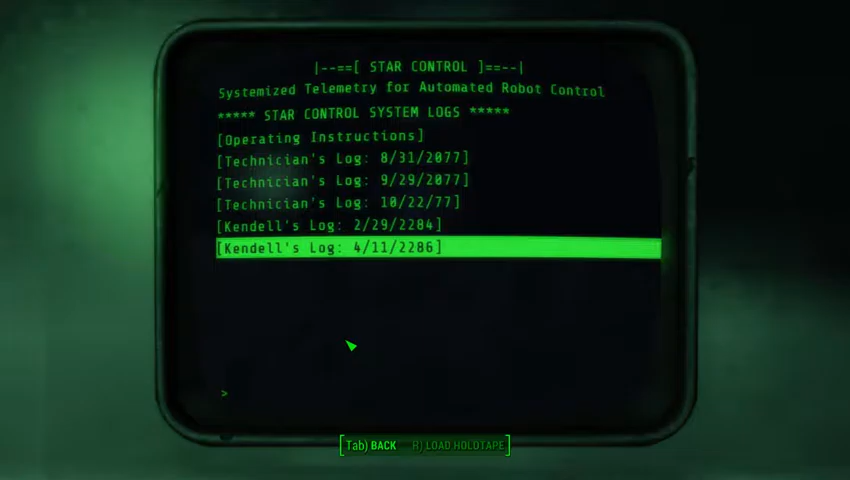 |--==[ STAR CONTROL ]==--|
Systemized Telemetry for Automated Robot Control
***** STAR CONTROL SYSTEM LOGS *****
[Operating Instructions]
[Technician's Log: 8/31/2077]
[Technician's Log: 9/29/2077]
[Technician's Log: 10/22/77]
[Kendell's Log: 2/29/2284]
[Kendell's Log: 4/11/2286]
>
[Tab) BACK R) LOAD HOLOTAPE]